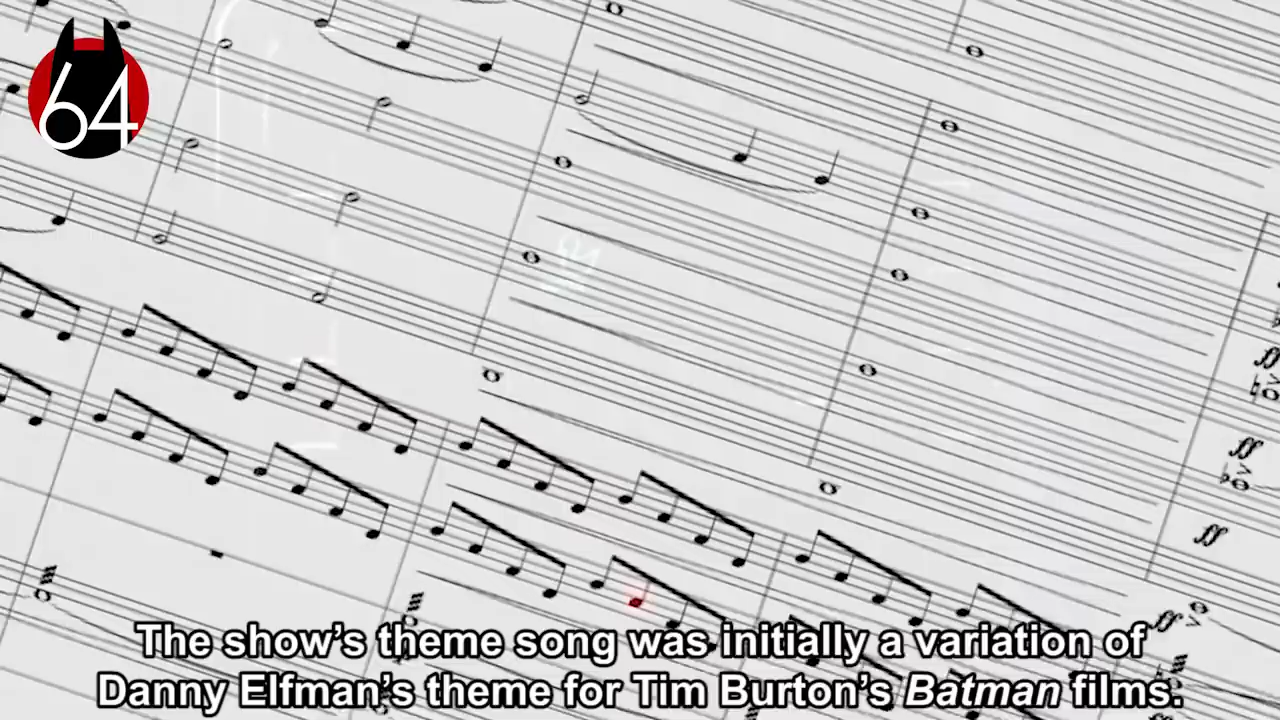 64
The show's theme song was initially a variation of
Danny Elfman's theme for Tim Burton's Batman films.